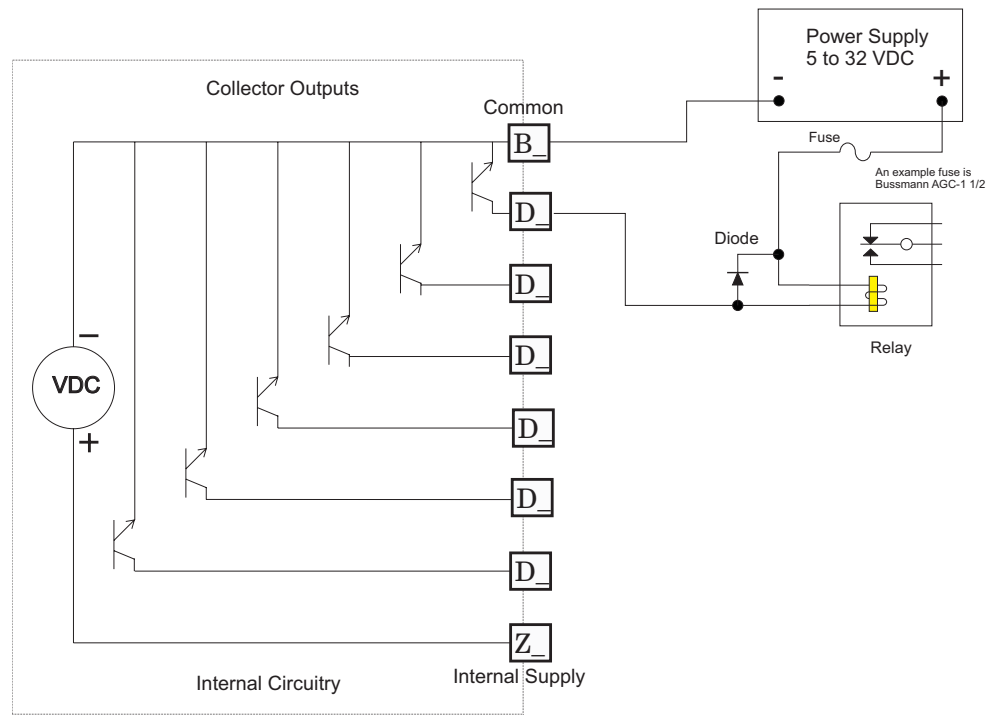 Power Supply
5 to 32 VDC
-
+
Collector Outputs
Common
B_
Fuse
An example fuse is
Bussmann AGC-1 1/2
D_
Diode
D_
D_
Relay
VDC
−
+
D_
D_
D_
Z_
Internal Supply
Internal Circuitry